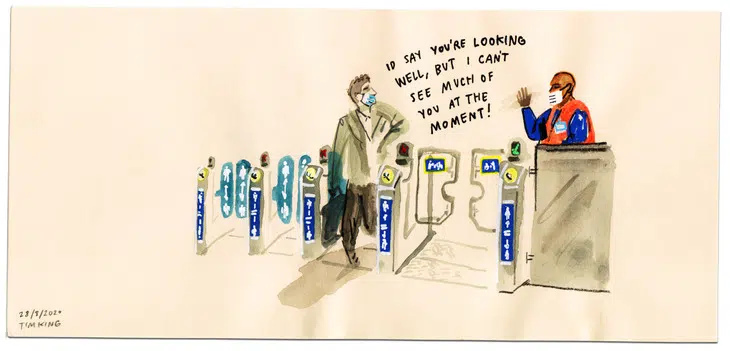 ID SAY YOU'RE LOOKING
WELL, BUT I CAN'T
SEE MUCH OF
YOU AT THE
MOMENT!
28/8/2020
TIM KING